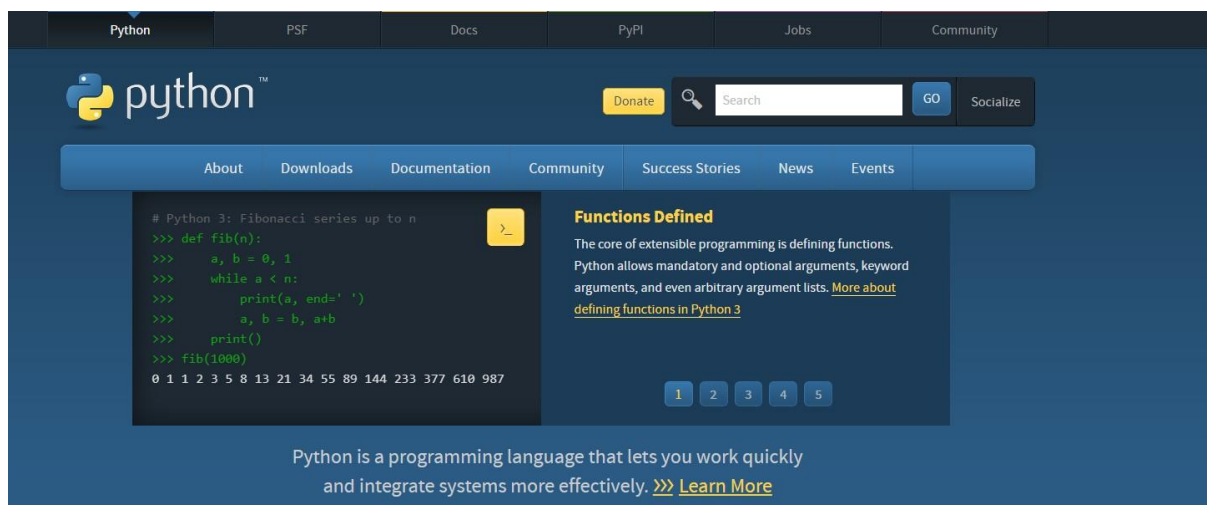 Python PSF Docs PyPI Jobs Community
python™
Donate Search GO Socialize
About Downloads Documentation Community Success Stories News Events
# Python 3: Fibonacci series up to n
>>> def fib(n):
>>>     a, b = 0, 1
>>>     while a < n:
>>>         print(a, end=' ')
>>>         a, b = b, a+b
>>>     print()
>>> fib(1000)
0 1 1 2 3 5 8 13 21 34 55 89 144 233 377 610 987
>_
Functions Defined
The core of extensible programming is defining functions.
Python allows mandatory and optional arguments, keyword
arguments, and even arbitrary argument lists. More about
defining functions in Python 3
1 2 3 4 5
Python is a programming language that lets you work quickly
and integrate systems more effectively. >>> Learn More